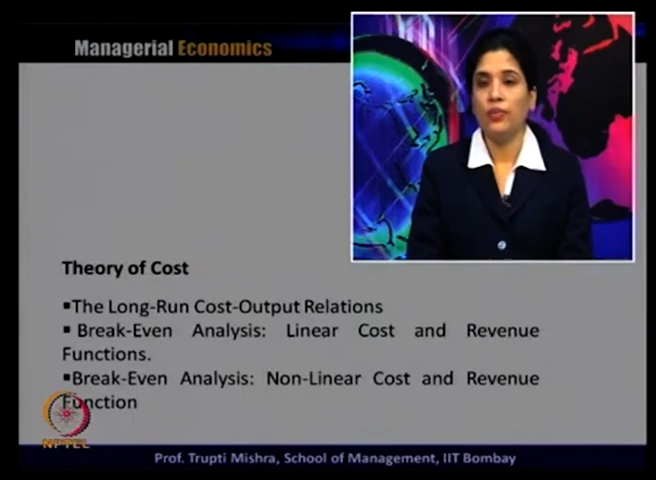 Managerial Economics
Theory of Cost
▪The Long-Run Cost-Output Relations
▪ Break-Even Analysis: Linear Cost and Revenue
Functions.
▪Break-Even Analysis: Non-Linear Cost and Revenue
Function
NPTEL
Prof. Trupti Mishra, School of Management, IIT Bombay